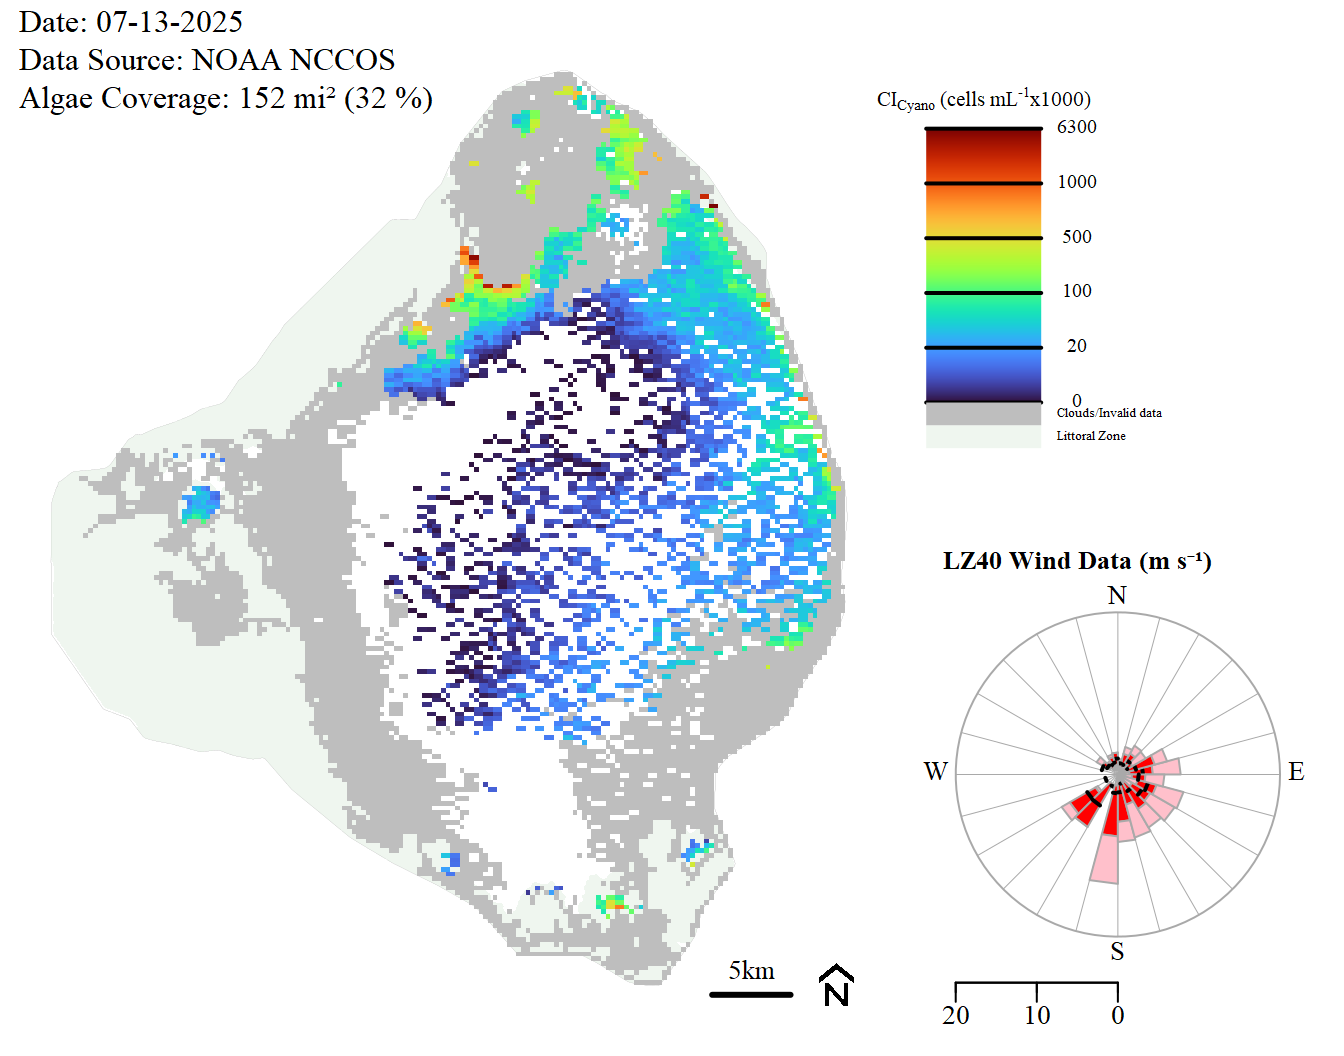 Date: 07-13-2025
Data Source: NOAA NCCOS
Algae Coverage: 152 mi² (32 %)
CICyano (cells mL⁻¹x1000)
6300
1000
500
100
20
0
Clouds/Invalid data
Littoral Zone
LZ40 Wind Data (m s⁻¹)
N
W
E
S
5km
N
20 10 0